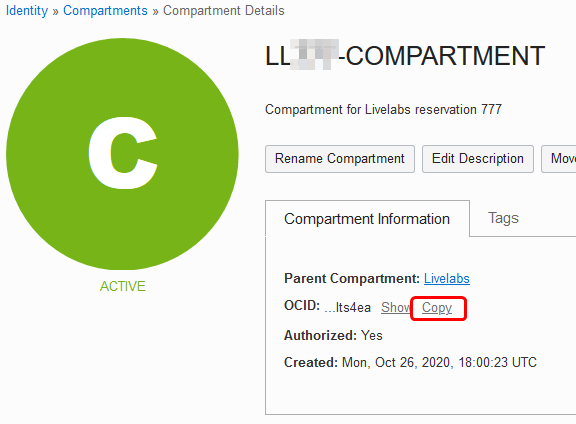 Identity » Compartments » Compartment Details
C
ACTIVE
LL -COMPARTMENT
Compartment for Livelabs reservation 777
Rename Compartment Edit Description Move
Compartment Information Tags
Parent Compartment: Livelabs
OCID: ...lts4ea Show Copy
Authorized: Yes
Created: Mon, Oct 26, 2020, 18:00:23 UTC